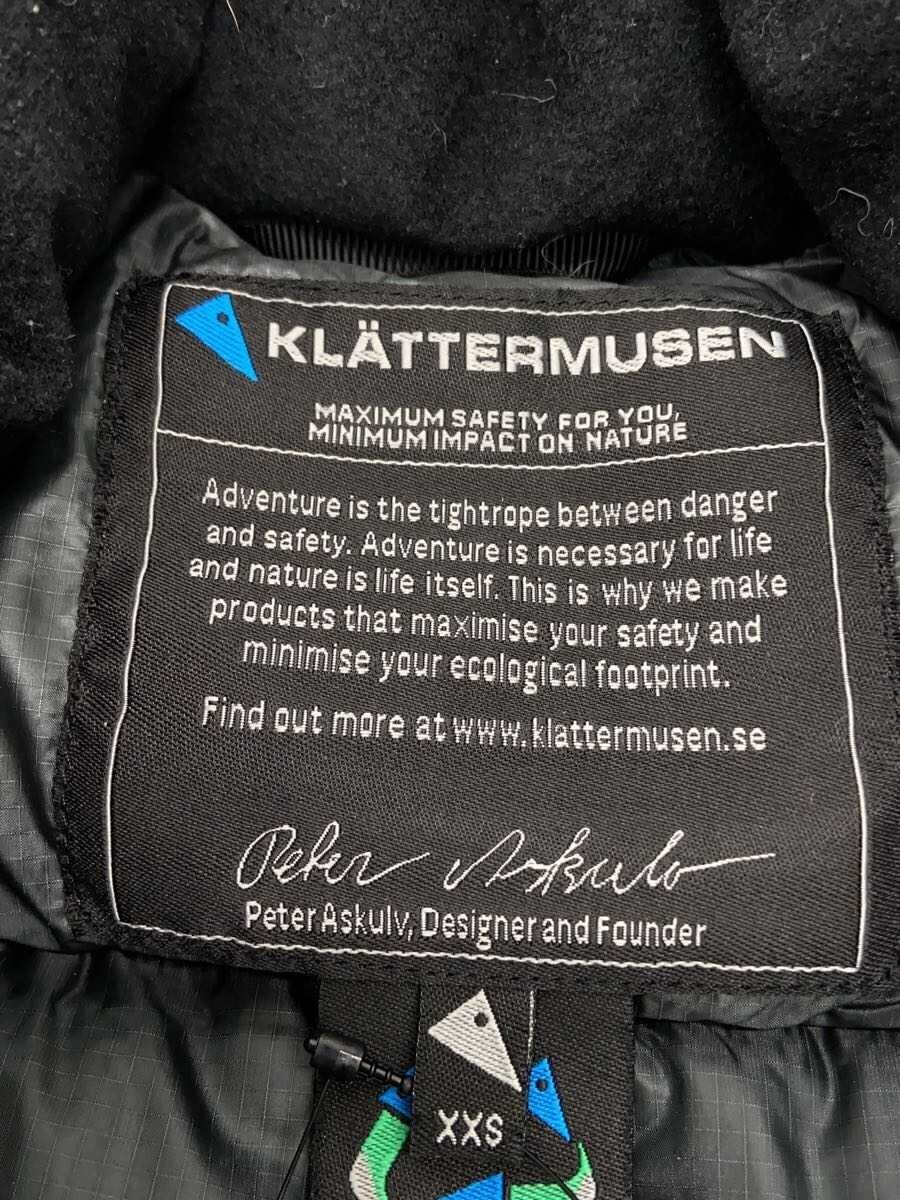 KLÄTTERMUSEN
MAXIMUM SAFETY FOR YOU,
MINIMUM IMPACT ON NATURE
Adventure is the tightrope between danger
and safety. Adventure is necessary for life
and nature is life itself. This is why we make
products that maximise your safety and
minimise your ecological footprint.
Find out more at www.klattermusen.se
Peter Askulv
Peter Askulv, Designer and Founder
XXS